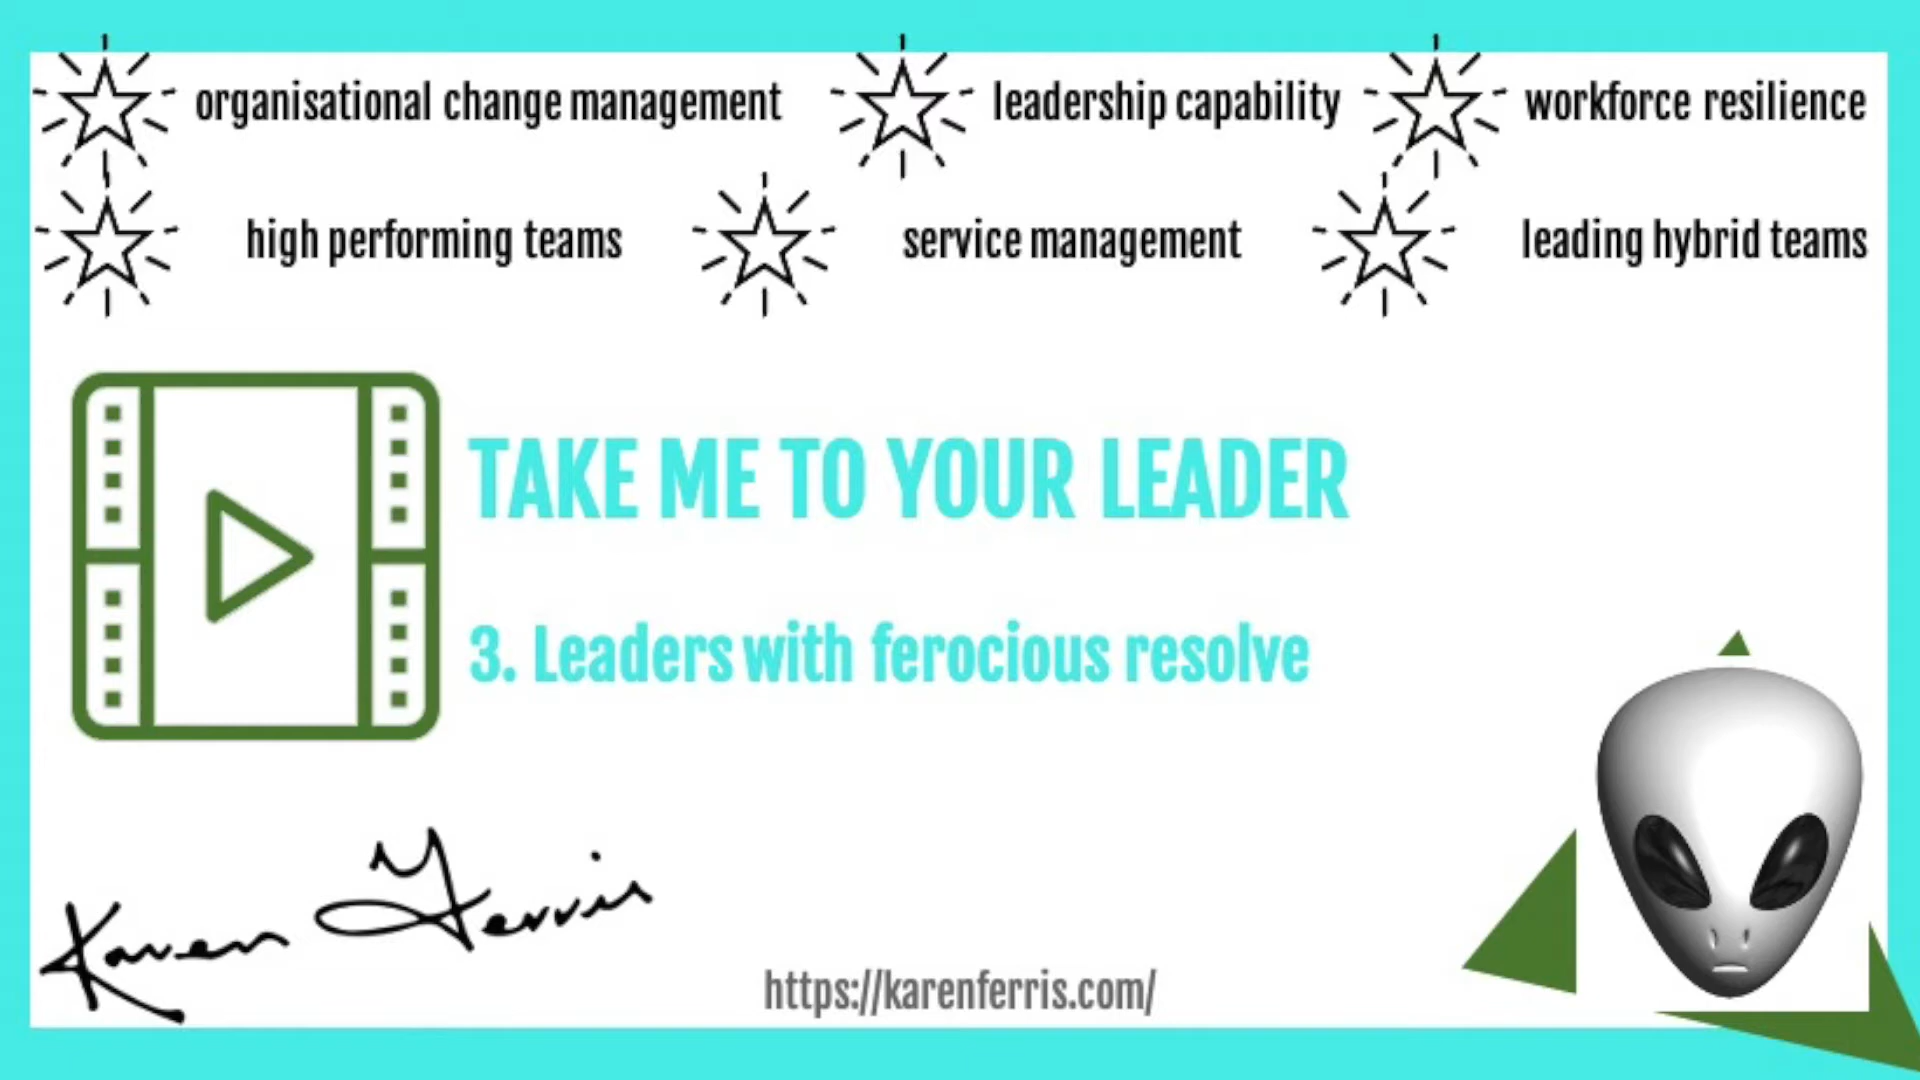 organisational change management leadership capability workforce resilience
high performing teams service management leading hybrid teams
TAKE ME TO YOUR LEADER
3. Leaders with ferocious resolve
Karen Ferris
https://karenferris.com/